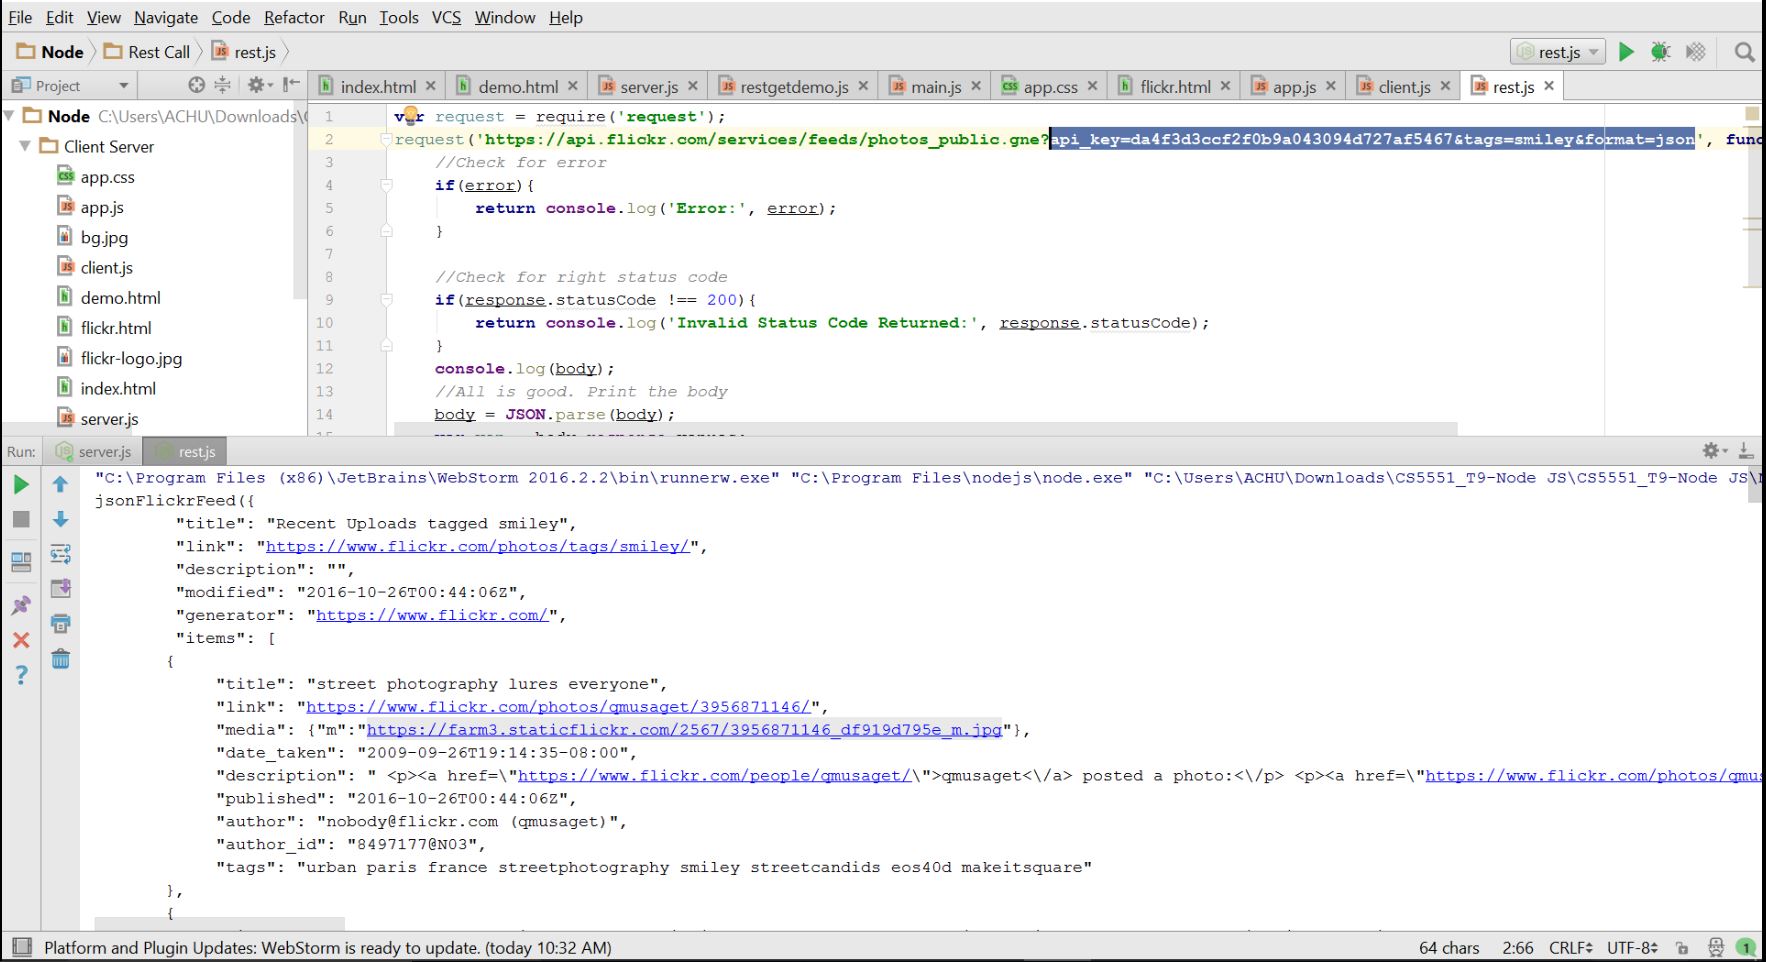 File Edit View Navigate Code Refactor Run Tools VCS Window Help
Node Rest Call rest.js rest.js
Project index.html demo.html server.js restgetdemo.js main.js app.css flickr.html app.js client.js rest.js
Node C:\Users\ACHU\Downloads\
Client Server
app.css
app.js
bg.jpg
client.js
demo.html
flickr.html
flickr-logo.jpg
index.html
server.js
1 var request = require('request');
2 request('https://api.flickr.com/services/feeds/photos_public.gne?api_key=da4f3d3ccf2f0b9a043094d727af5467&tags=smiley&format=json', func
3 //Check for error
4 if(error){
5 return console.log('Error:', error);
6 }
7
8 //Check for right status code
9 if(response.statusCode !== 200){
10 return console.log('Invalid Status Code Returned:', response.statusCode);
11 }
12 console.log(body);
13 //All is good. Print the body
14 body = JSON.parse(body);
Run: server.js rest.js
"C:\Program Files (x86)\JetBrains\WebStorm 2016.2.2\bin\runnerw.exe" "C:\Program Files\nodejs\node.exe" "C:\Users\ACHU\Downloads\CS5551_T9-Node JS\CS5551_T9-Node JS\
jsonFlickrFeed({
"title": "Recent Uploads tagged smiley",
"link": "https://www.flickr.com/photos/tags/smiley/",
"description": "",
"modified": "2016-10-26T00:44:06Z",
"generator": "https://www.flickr.com/",
"items": [
{
"title": "street photography lures everyone",
"link": "https://www.flickr.com/photos/qmusaget/3956871146/",
"media": {"m":"https://farm3.staticflickr.com/2567/3956871146_df919d795e_m.jpg"},
"date_taken": "2009-09-26T19:14:35-08:00",
"description": " <p><a href=\"https://www.flickr.com/people/qmusaget/\">qmusaget<\/a> posted a photo:<\/p> <p><a href=\"https://www.flickr.com/photos/qmus
"published": "2016-10-26T00:44:06Z",
"author": "nobody@flickr.com (qmusaget)",
"author_id": "8497177@N03",
"tags": "urban paris france streetphotography smiley streetcandids eos40d makeitsquare"
},
{
Platform and Plugin Updates: WebStorm is ready to update. (today 10:32 AM) 64 chars 2:66 CRLF UTF-8 1